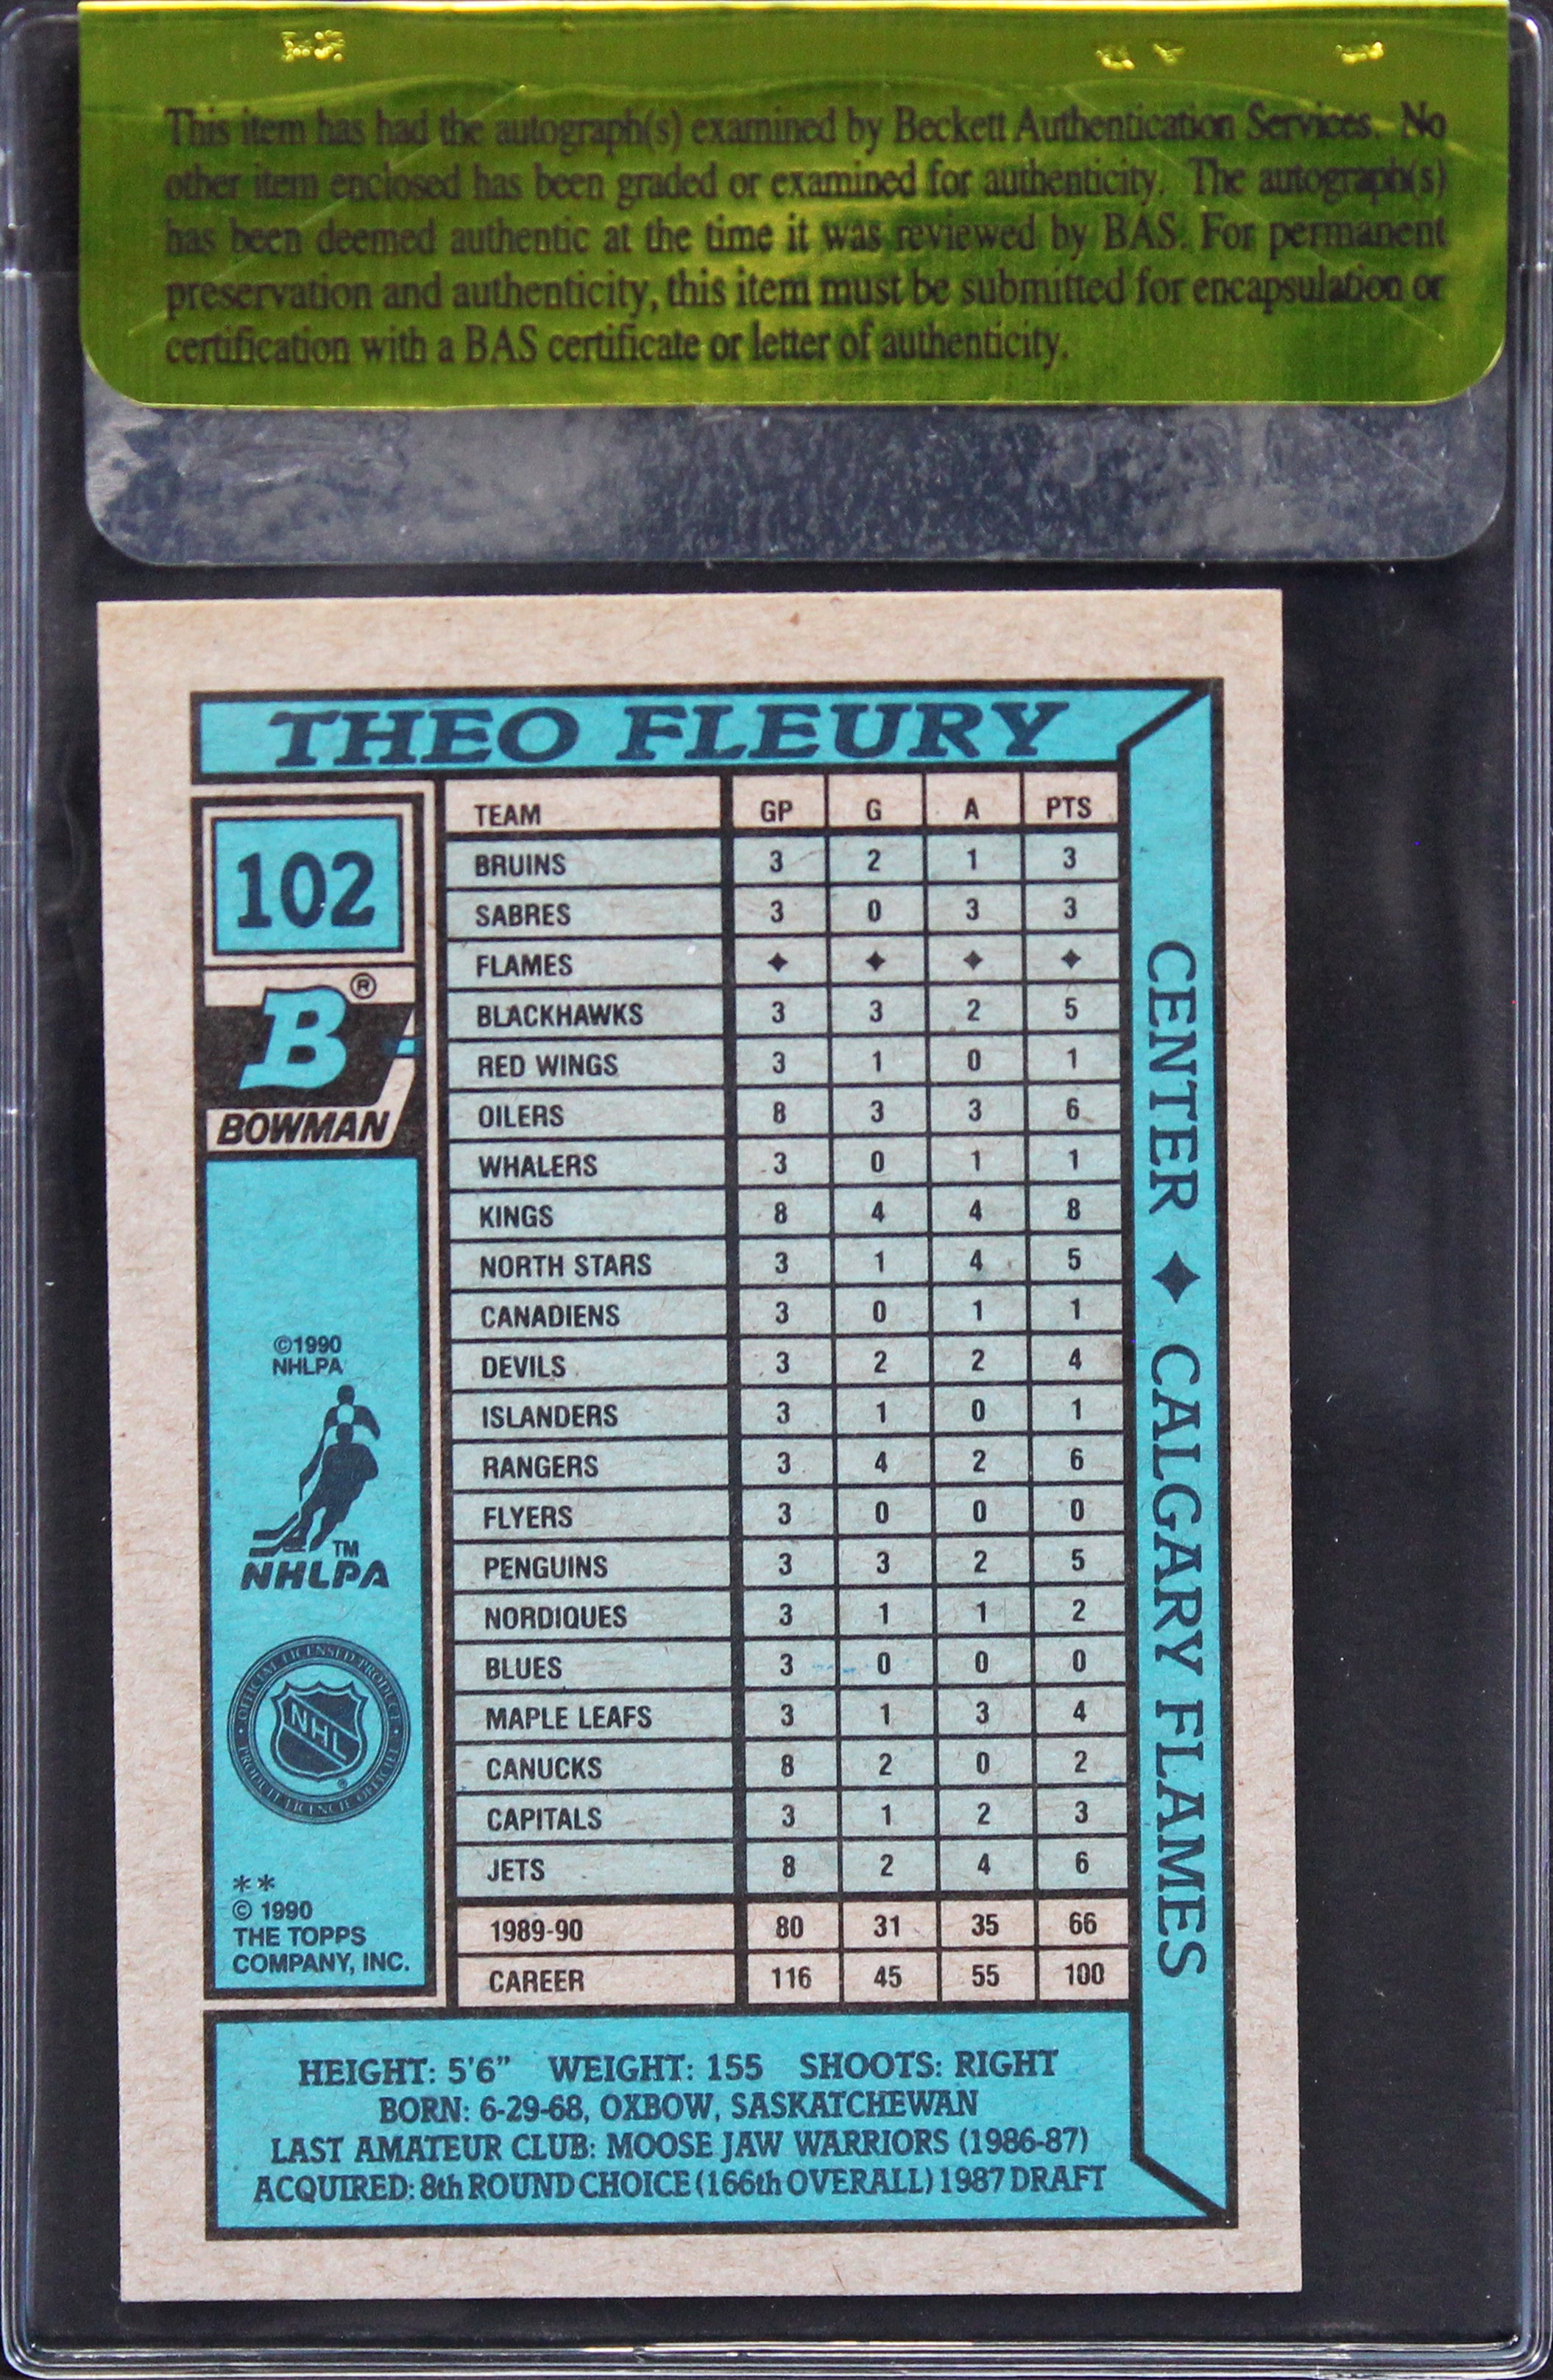 This item has had the autograph(s) examined by Beckett Authentication Services. No
other item enclosed has been graded or examined for authenticity. The autograph(s)
has been deemed authentic at the time it was reviewed by BAS. For permanent
preservation and authenticity, this item must be submitted for encapsulation or
certification with a BAS certificate or letter of authenticity.
THEO FLEURY
102
B®
BOWMAN
©1990
NHLPA
TM
NHLPA
OFFICIAL LICENSED PRODUCT
NHL
®
PRODUIT LICENCIE OFFICIEL
**
© 1990
THE TOPPS
COMPANY, INC.
TEAM GP G A PTS
BRUINS 3 2 1 3
SABRES 3 0 3 3
FLAMES ✦ ✦ ✦ ✦
BLACKHAWKS 3 3 2 5
RED WINGS 3 1 0 1
OILERS 8 3 3 6
WHALERS 3 0 1 1
KINGS 8 4 4 8
NORTH STARS 3 1 4 5
CANADIENS 3 0 1 1
DEVILS 3 2 2 4
ISLANDERS 3 1 0 1
RANGERS 3 4 2 6
FLYERS 3 0 0 0
PENGUINS 3 3 2 5
NORDIQUES 3 1 1 2
BLUES 3 0 0 0
MAPLE LEAFS 3 1 3 4
CANUCKS 8 2 0 2
CAPITALS 3 1 2 3
JETS 8 2 4 6
1989-90 80 31 35 66
CAREER 116 45 55 100
CENTER ✦ CALGARY FLAMES
HEIGHT: 5'6" WEIGHT: 155 SHOOTS: RIGHT
BORN: 6-29-68, OXBOW, SASKATCHEWAN
LAST AMATEUR CLUB: MOOSE JAW WARRIORS (1986-87)
ACQUIRED: 8th ROUND CHOICE (166th OVERALL) 1987 DRAFT